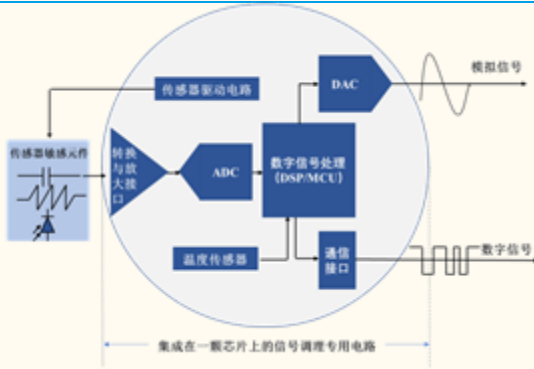 模拟信号
DAC
传感器驱动电路
传感器敏感元件
转换
与放
大接
口
ADC
数字信号处理
(DSP/MCU)
温度传感器
通信
接口
数字信号
集成在一颗芯片上的信号调理专用电路